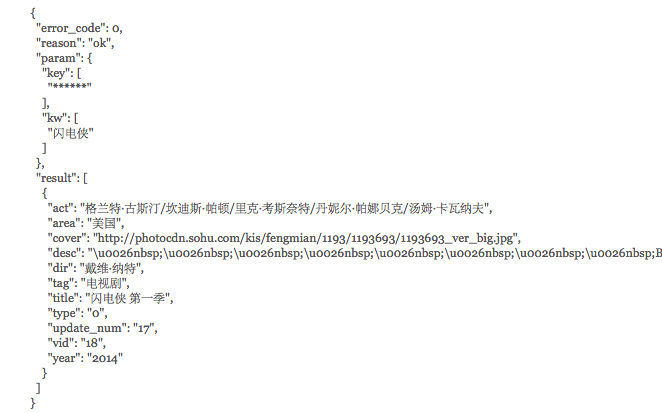 {
"error_code": 0,
"reason": "ok",
"param": {
"key": [
"******"
],
"kw": [
"闪电侠"
]
},
"result": [
{
"act": "格兰特·古斯汀/坎迪斯·帕顿/里克·考斯奈特/丹妮尔·帕娜贝克/汤姆·卡瓦纳夫",
"area": "美国",
"cover": "http://photocdn.sohu.com/kis/fengmian/1193/1193693/1193693_ver_big.jpg",
"desc": "\u0026nbsp;\u0026nbsp;\u0026nbsp;\u0026nbsp;\u0026nbsp;\u0026nbsp;\u0026nbsp;\u0026nbsp;B
"dir": "戴维·纳特",
"tag": "电视剧",
"title": "闪电侠 第一季",
"type": "0",
"update_num": "17",
"vid": "18",
"year": "2014"
}
]
}